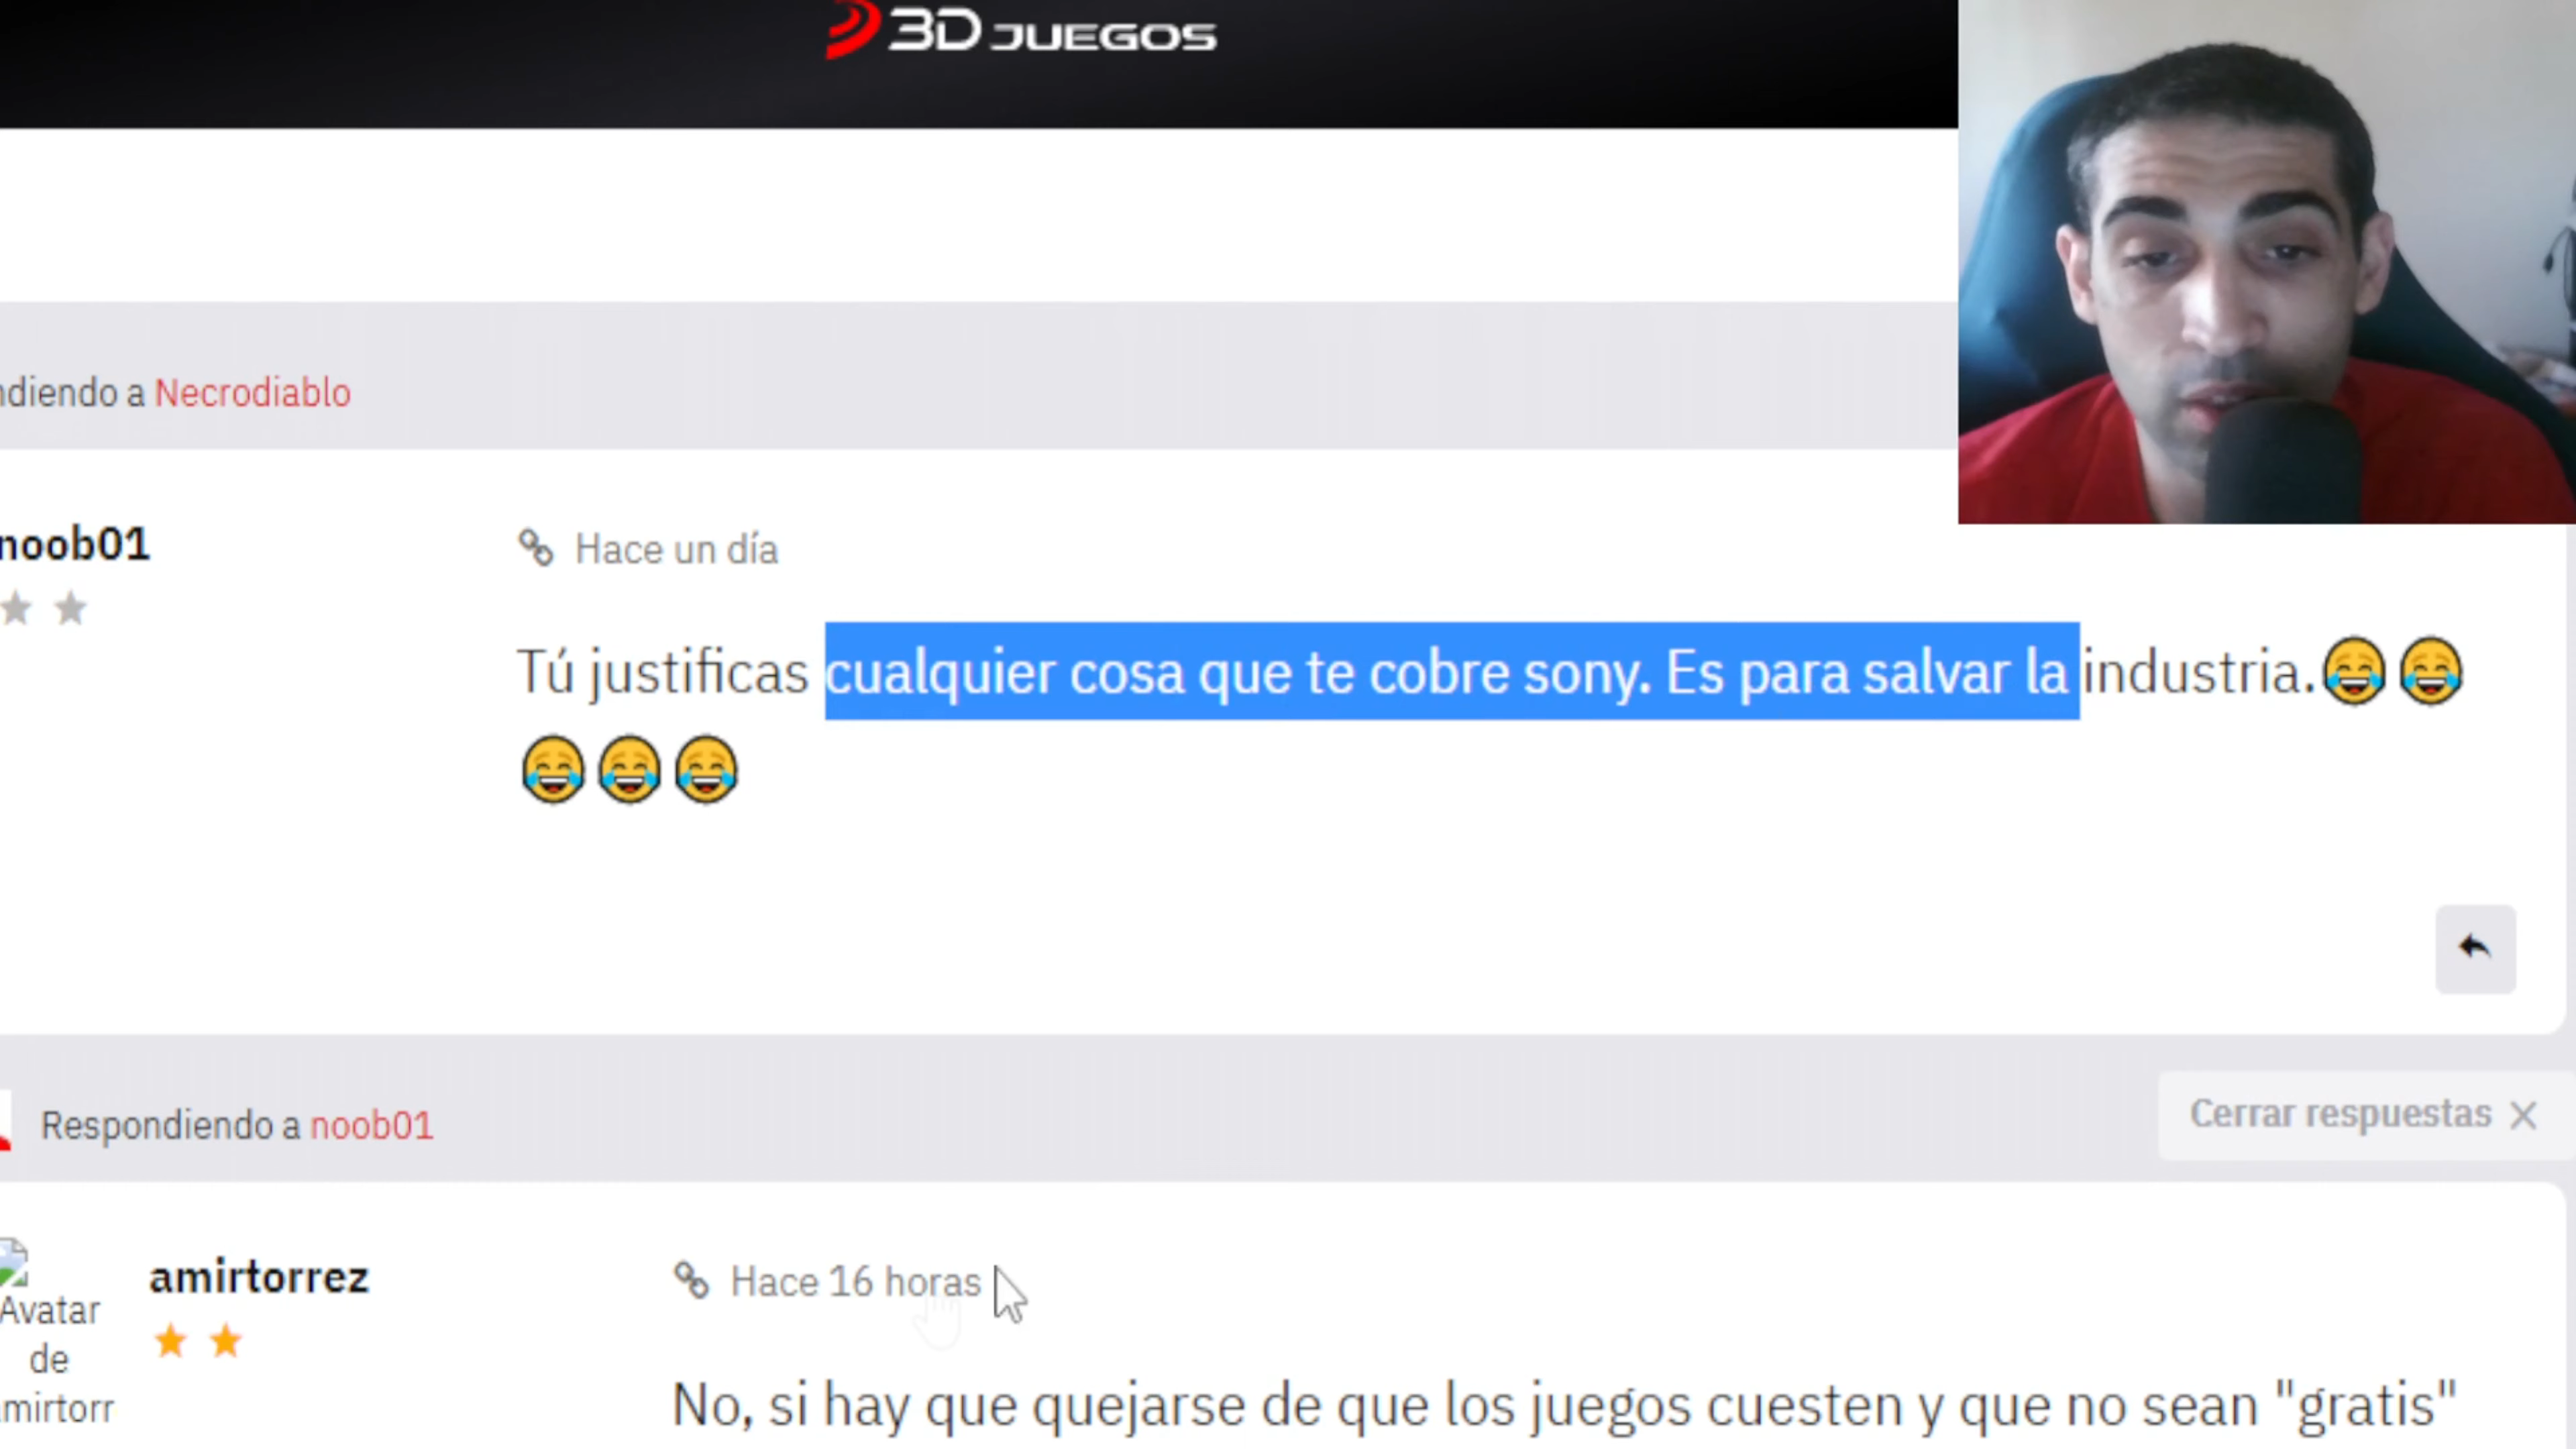 3D JUEGOS
ndiendo a Necrodiablo
noob01
Hace un día
Tú justificas cualquier cosa que te cobre sony. Es para salvar la industria.😂😂
😂😂😂
Respondiendo a noob01
Cerrar respuestas
amirtorrez
Hace 16 horas
Avatar
de
amirtorr
No, si hay que quejarse de que los juegos cuesten y que no sean "gratis"